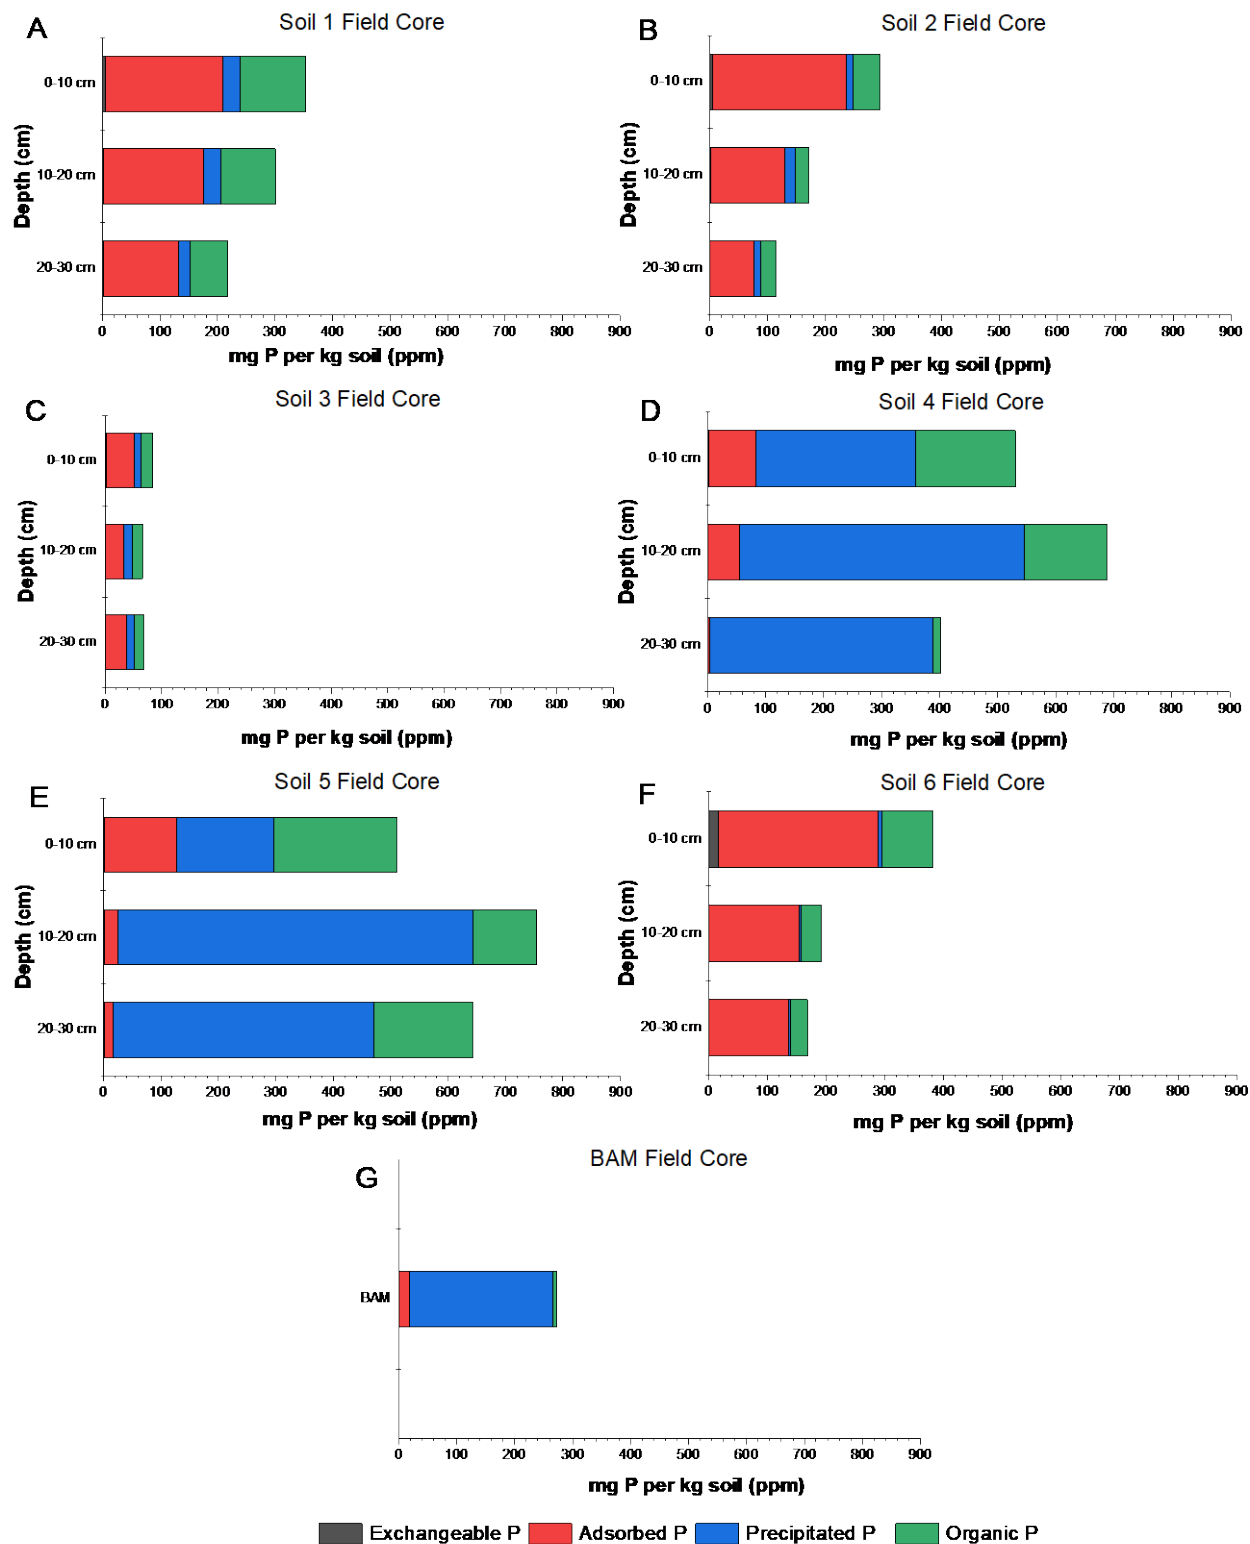 A
Soil 1 Field Core
Depth (cm)
0-10 cm
10-20 cm
20-30 cm
0 100 200 300 400 500 600 700 800 900
mg P per kg soil (ppm)
B
Soil 2 Field Core
Depth (cm)
0-10 cm
10-20 cm
20-30 cm
0 100 200 300 400 500 600 700 800 900
mg P per kg soil (ppm)
C
Soil 3 Field Core
Depth (cm)
0-10 cm
10-20 cm
20-30 cm
0 100 200 300 400 500 600 700 800 900
mg P per kg soil (ppm)
D
Soil 4 Field Core
Depth (cm)
0-10 cm
10-20 cm
20-30 cm
0 100 200 300 400 500 600 700 800 900
mg P per kg soil (ppm)
E
Soil 5 Field Core
Depth (cm)
0-10 cm
10-20 cm
20-30 cm
0 100 200 300 400 500 600 700 800 900
mg P per kg soil (ppm)
F
Soil 6 Field Core
Depth (cm)
0-10 cm
10-20 cm
20-30 cm
0 100 200 300 400 500 600 700 800 900
mg P per kg soil (ppm)
G
BAM Field Core
BAM
0 100 200 300 400 500 600 700 800 900
mg P per kg soil (ppm)
Exchangeable P Adsorbed P Precipitated P Organic P